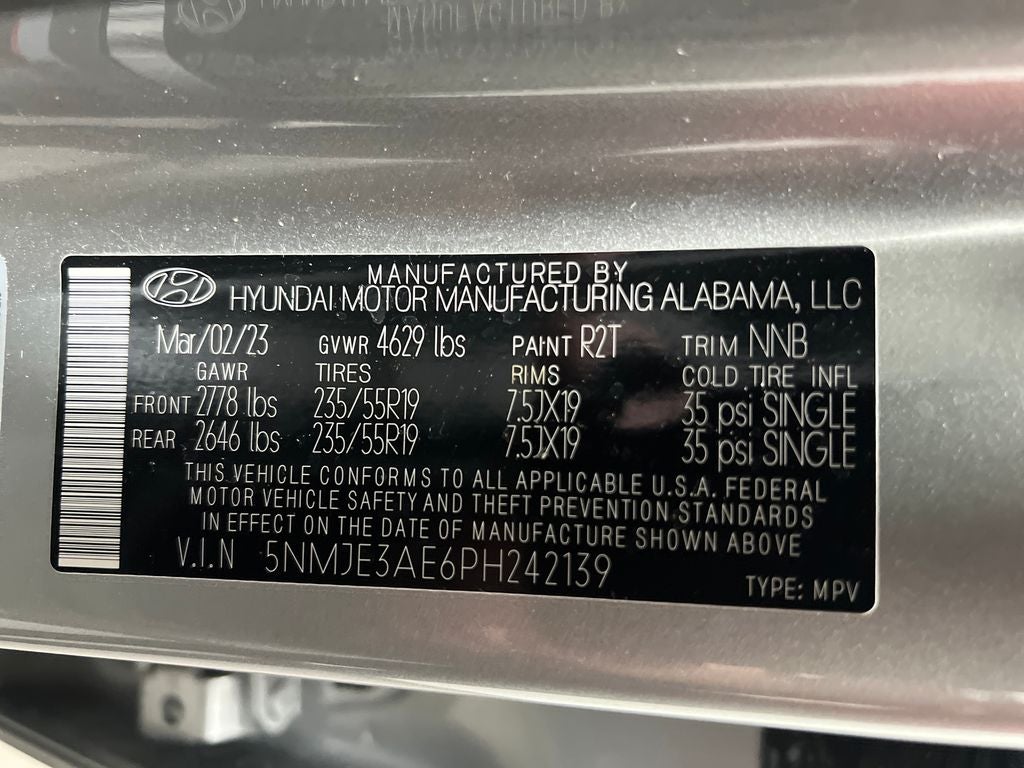 MANUFACTURED BY
HYUNDAI MOTOR MANUFACTURING ALABAMA, LLC
Mar/02/23 GVWR 4629 lbs PAINT R2T TRIM NNB
GAWR TIRES RIMS COLD TIRE INFL
FRONT 2778 lbs 235/55R19 7.5JX19 35 psi SINGLE
REAR 2646 lbs 235/55R19 7.5JX19 35 psi SINGLE
THIS VEHICLE CONFORMS TO ALL APPLICABLE U.S.A. FEDERAL
MOTOR VEHICLE SAFETY AND THEFT PREVENTION STANDARDS
IN EFFECT ON THE DATE OF MANUFACTURE SHOWN ABOVE
V.I.N 5NMJE3AE6PH242139
TYPE: MPV